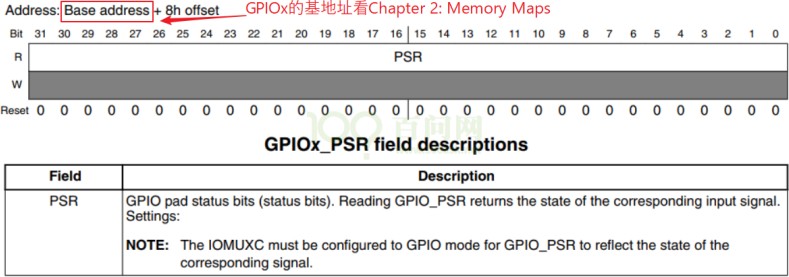 Address: Base address + 8h offset
GPIOx的基地址看Chapter 2: Memory Maps
Bit 31 30 29 28 27 26 25 24 23 22 21 20 19 18 17 16 15 14 13 12 11 10 9 8 7 6 5 4 3 2 1 0
R PSR
W
Reset 0 0 0 0 0 0 0 0 0 0 0 0 0 0 0 0 0 0 0 0 0 0 0 0 0 0 0 0 0 0 0 0
100 百问网
GPIOx_PSR field descriptions
Field Description
PSR GPIO pad status bits (status bits). Reading GPIO_PSR returns the state of the corresponding input signal.
Settings:
NOTE: The IOMUXC must be configured to GPIO mode for GPIO_PSR to reflect the state of the
corresponding signal.